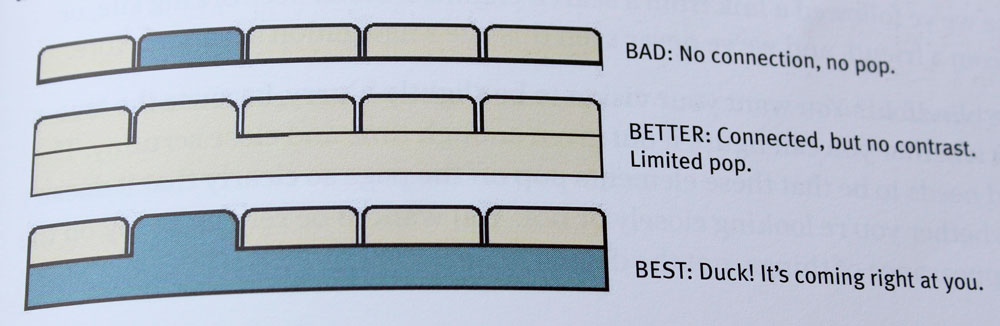 BAD: No connection, no pop.
BETTER: Connected, but no contrast.
Limited pop.
BEST: Duck! It's coming right at you.